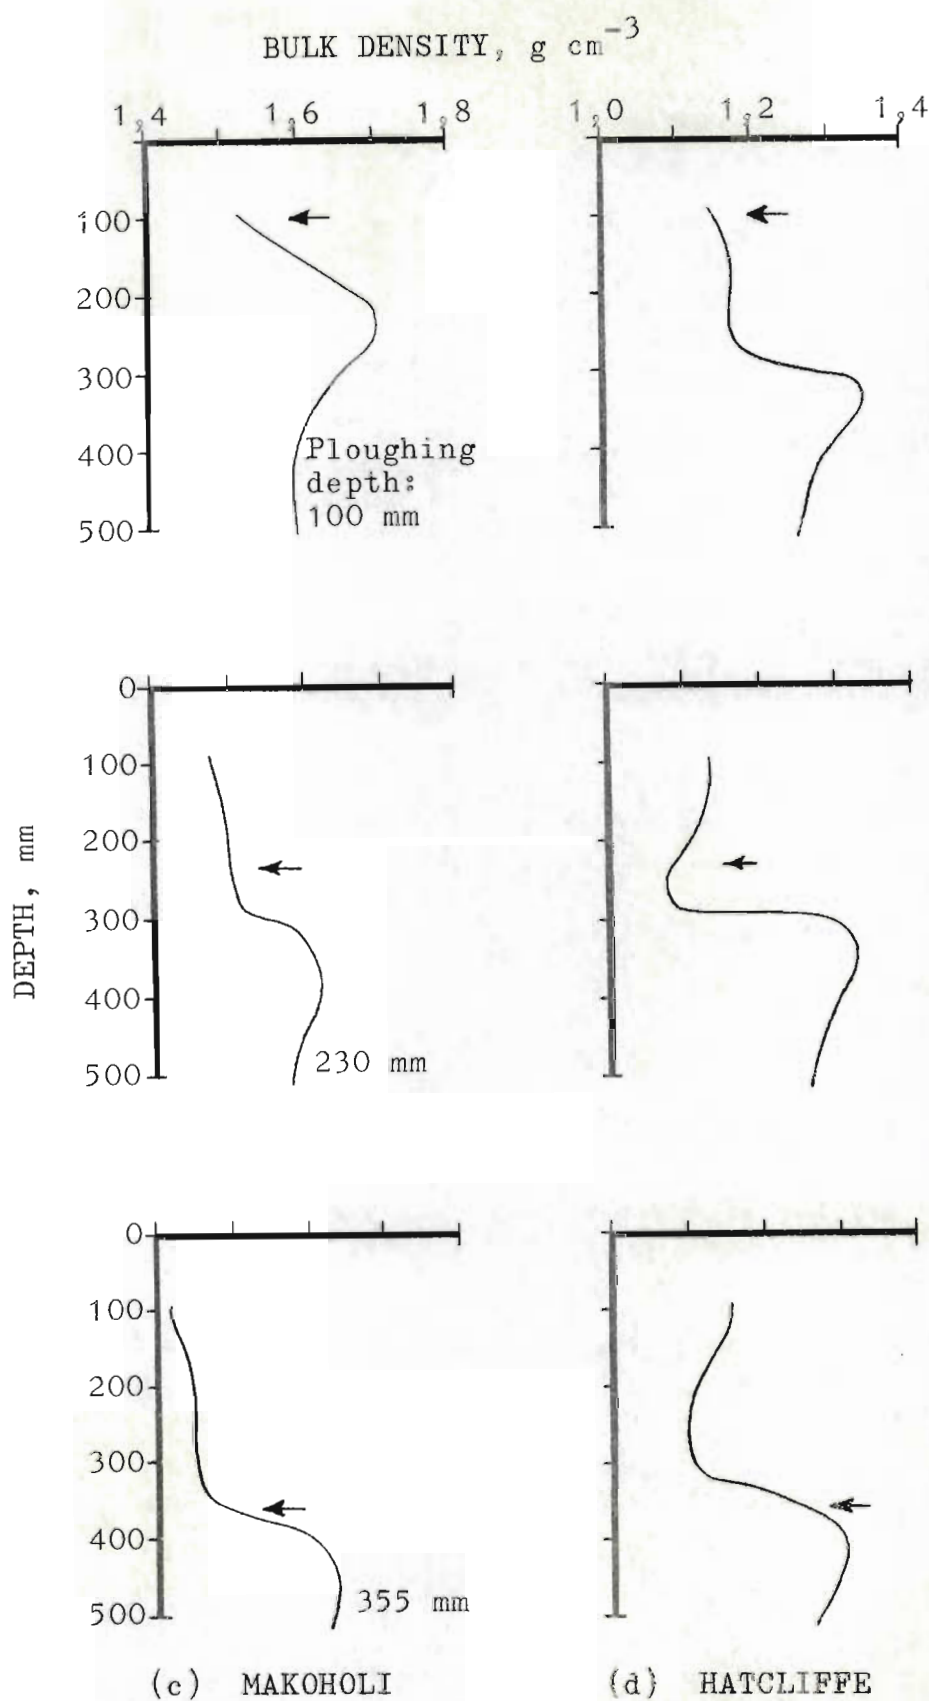 BULK DENSITY, g cm⁻³
1,4 1,6 1,8 1,0 1,2 1,4
100
200
300
400
500
Ploughing
depth:
100 mm
DEPTH, mm
0
100
200
300
400
500
230 mm
0
100
200
300
400
500
355 mm
(c) MAKOHOLI (d) HATCLIFFE